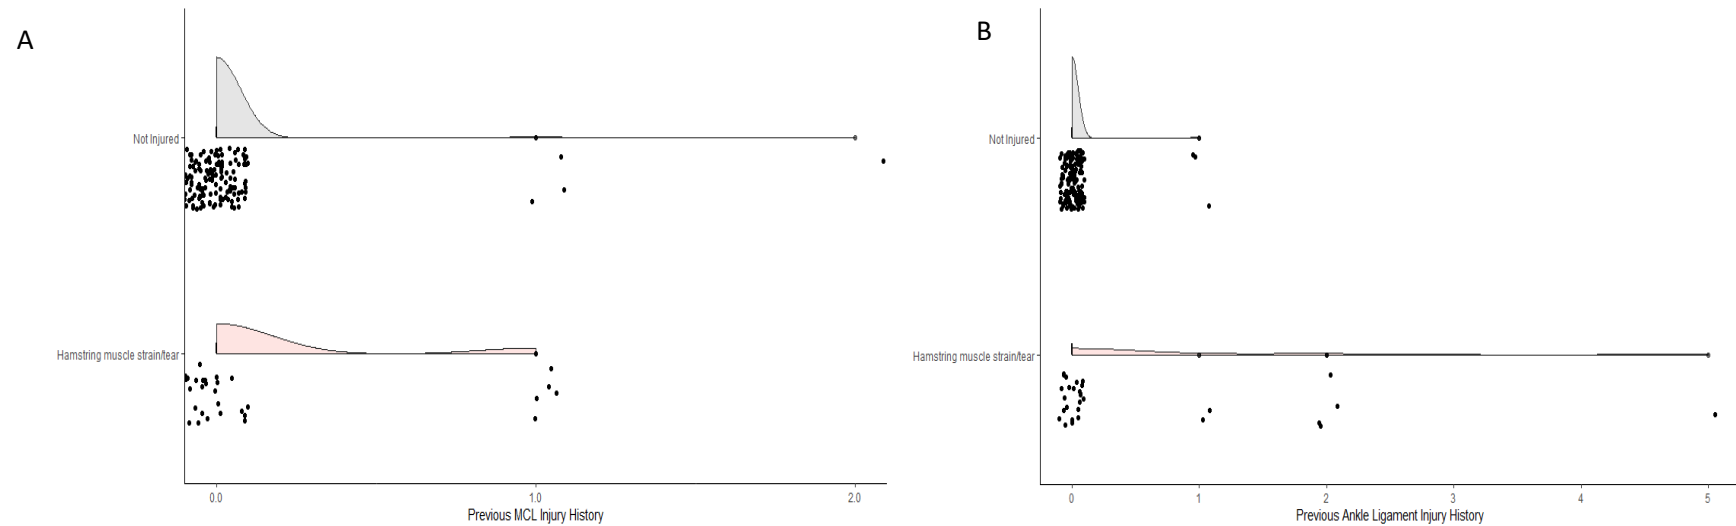 A
Not Injured
Hamstring muscle strain/tear
0.0 1.0 2.0
Previous MCL Injury History
B
Not Injured
Hamstring muscle strain/tear
0 1 2 3 4 5
Previous Ankle Ligament Injury History